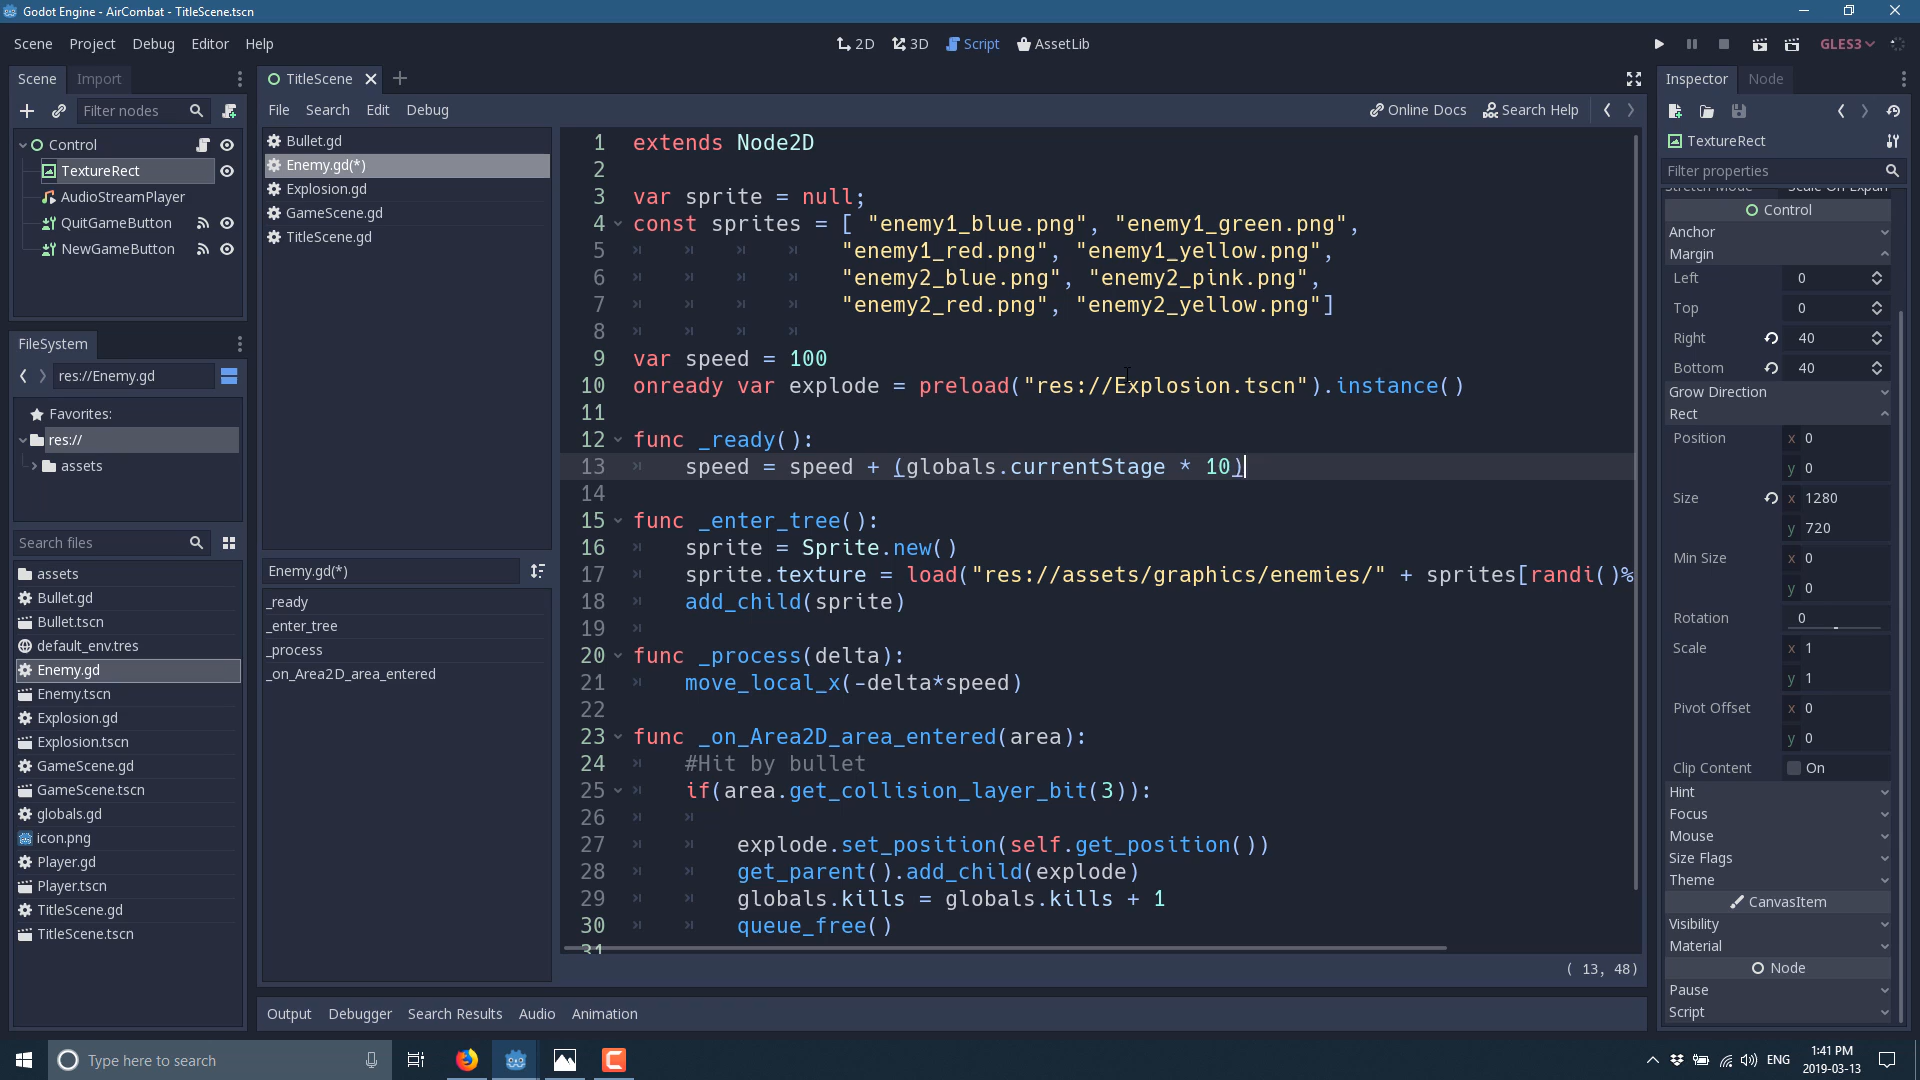 Godot Engine - AirCombat - TitleScene.tscn
Scene Project Debug Editor Help
2D 3D Script AssetLib
GLES3
Scene Import
Filter nodes
Control
TextureRect
AudioStreamPlayer
QuitGameButton
NewGameButton
FileSystem
res://Enemy.gd
Favorites:
res://
assets
Search files
assets
Bullet.gd
Bullet.tscn
default_env.tres
Enemy.gd
Enemy.tscn
Explosion.gd
Explosion.tscn
GameScene.gd
GameScene.tscn
globals.gd
icon.png
Player.gd
Player.tscn
TitleScene.gd
TitleScene.tscn
TitleScene
File Search Edit Debug
Online Docs Search Help
Bullet.gd
Enemy.gd(*)
Explosion.gd
GameScene.gd
TitleScene.gd
Enemy.gd(*)
_ready
_enter_tree
_process
_on_Area2D_area_entered
1 extends Node2D
2
3 var sprite = null;
4 const sprites = [ "enemy1_blue.png", "enemy1_green.png",
5 "enemy1_red.png", "enemy1_yellow.png",
6 "enemy2_blue.png", "enemy2_pink.png",
7 "enemy2_red.png", "enemy2_yellow.png"]
8
9 var speed = 100
10 onready var explode = preload("res://Explosion.tscn").instance()
11
12 func _ready():
13 speed = speed + (globals.currentStage * 10)
14
15 func _enter_tree():
16 sprite = Sprite.new()
17 sprite.texture = load("res://assets/graphics/enemies/" + sprites[randi()%
18 add_child(sprite)
19
20 func _process(delta):
21 move_local_x(-delta*speed)
22
23 func _on_Area2D_area_entered(area):
24 #Hit by bullet
25 if(area.get_collision_layer_bit(3)):
26
27 explode.set_position(self.get_position())
28 get_parent().add_child(explode)
29 globals.kills = globals.kills + 1
30 queue_free()
31
( 13, 48)
Output Debugger Search Results Audio Animation
Inspector Node
TextureRect
Filter properties
Stretch Mode Scale On Expan
Control
Anchor
Margin
Left 0
Top 0
Right 40
Bottom 40
Grow Direction
Rect
Position x 0
y 0
Size x 1280
y 720
Min Size x 0
y 0
Rotation 0
Scale x 1
y 1
Pivot Offset x 0
y 0
Clip Content On
Hint
Focus
Mouse
Size Flags
Theme
CanvasItem
Visibility
Material
Node
Pause
Script
Type here to search
ENG
1:41 PM
2019-03-13